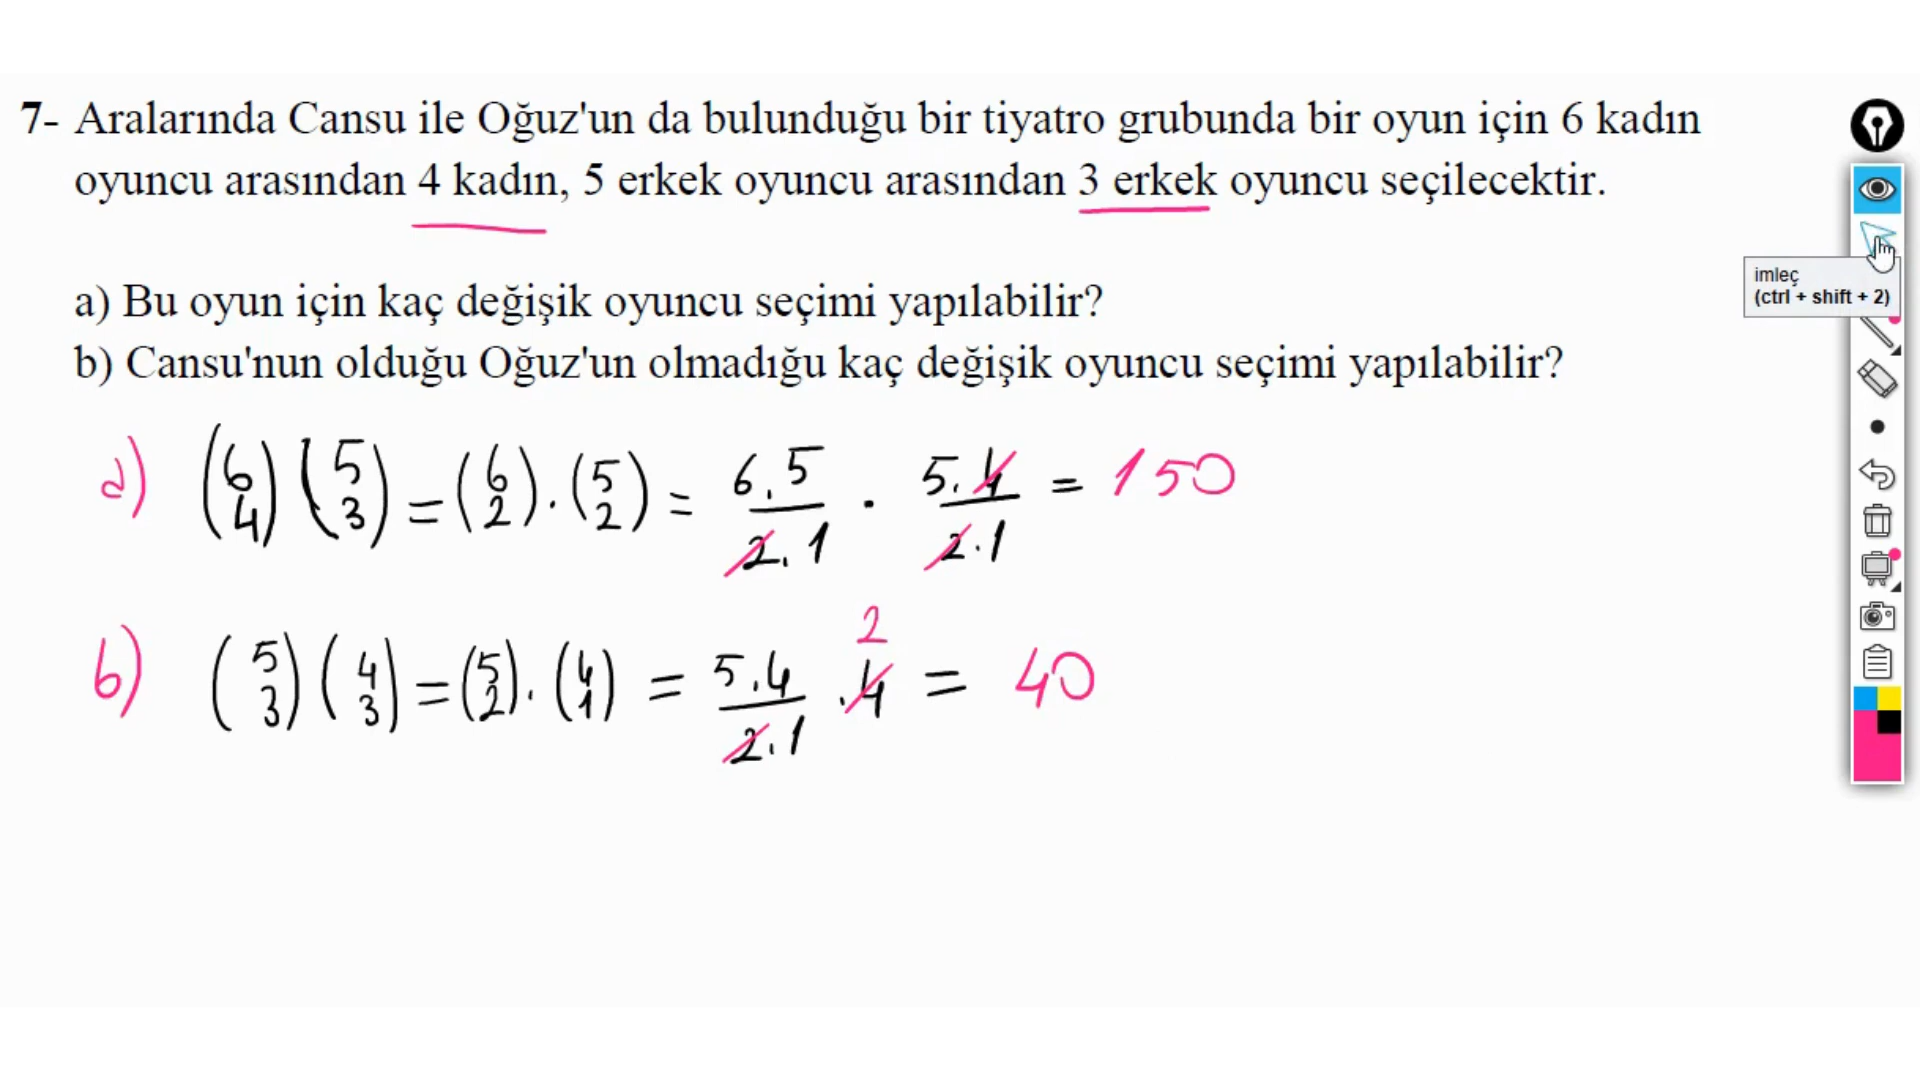 7- Aralarında Cansu ile Oğuz'un da bulunduğu bir tiyatro grubunda bir oyun için 6 kadın
oyuncu arasından 4 kadın, 5 erkek oyuncu arasından 3 erkek oyuncu seçilecektir.
imleç
(ctrl + shift + 2)
a) Bu oyun için kaç değişik oyuncu seçimi yapılabilir?
b) Cansu'nun olduğu Oğuz'un olmadığı kaç değişik oyuncu seçimi yapılabilir?
a) (6 4) (5 3) = (6 2) . (5 2) = 6.5 / 2.1 . 5.4 / 2.1 = 150
b) (5 3) (4 3) = (5 2) . (4 1) = 5.4 / 2.1 . 4 2 = 40